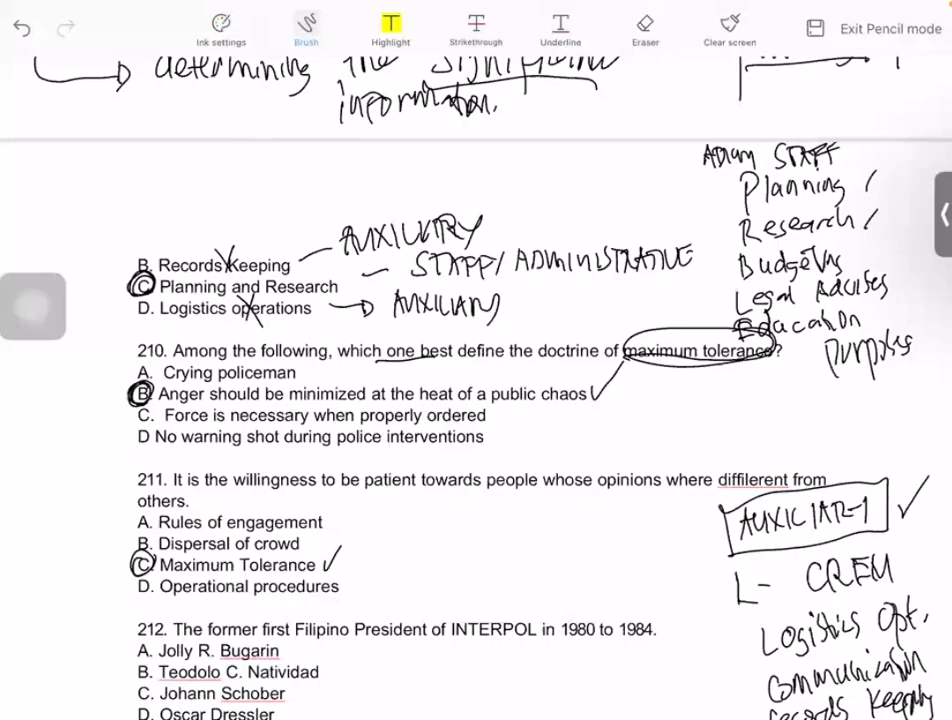 Ink settings
Brush
Highlight
Strikethrough
Underline
Eraser
Clear screen
Exit Pencil mode
determining the significant
information.
ADmin STAFF
Planning /
Research /
Budgeting
Legal Advises
Education
purposes
AUXILIARY
B. Records Keeping
STAFF/ ADMINISTRATIVE
C. Planning and Research
D. Logistics operations
AUXILIARY
210. Among the following, which one best define the doctrine of maximum tolerance?
A. Crying policeman
B. Anger should be minimized at the heat of a public chaos
C. Force is necessary when properly ordered
D No warning shot during police interventions
211. It is the willingness to be patient towards people whose opinions where diffilerent from
others.
A. Rules of engagement
B. Dispersal of crowd
C. Maximum Tolerance
D. Operational procedures
AUXILIARY
L- CREM
Logistics Opt.
Communication
records keeping
212. The former first Filipino President of INTERPOL in 1980 to 1984.
A. Jolly R. Bugarin
B. Teodolo C. Natividad
C. Johann Schober
D. Oscar Dressler